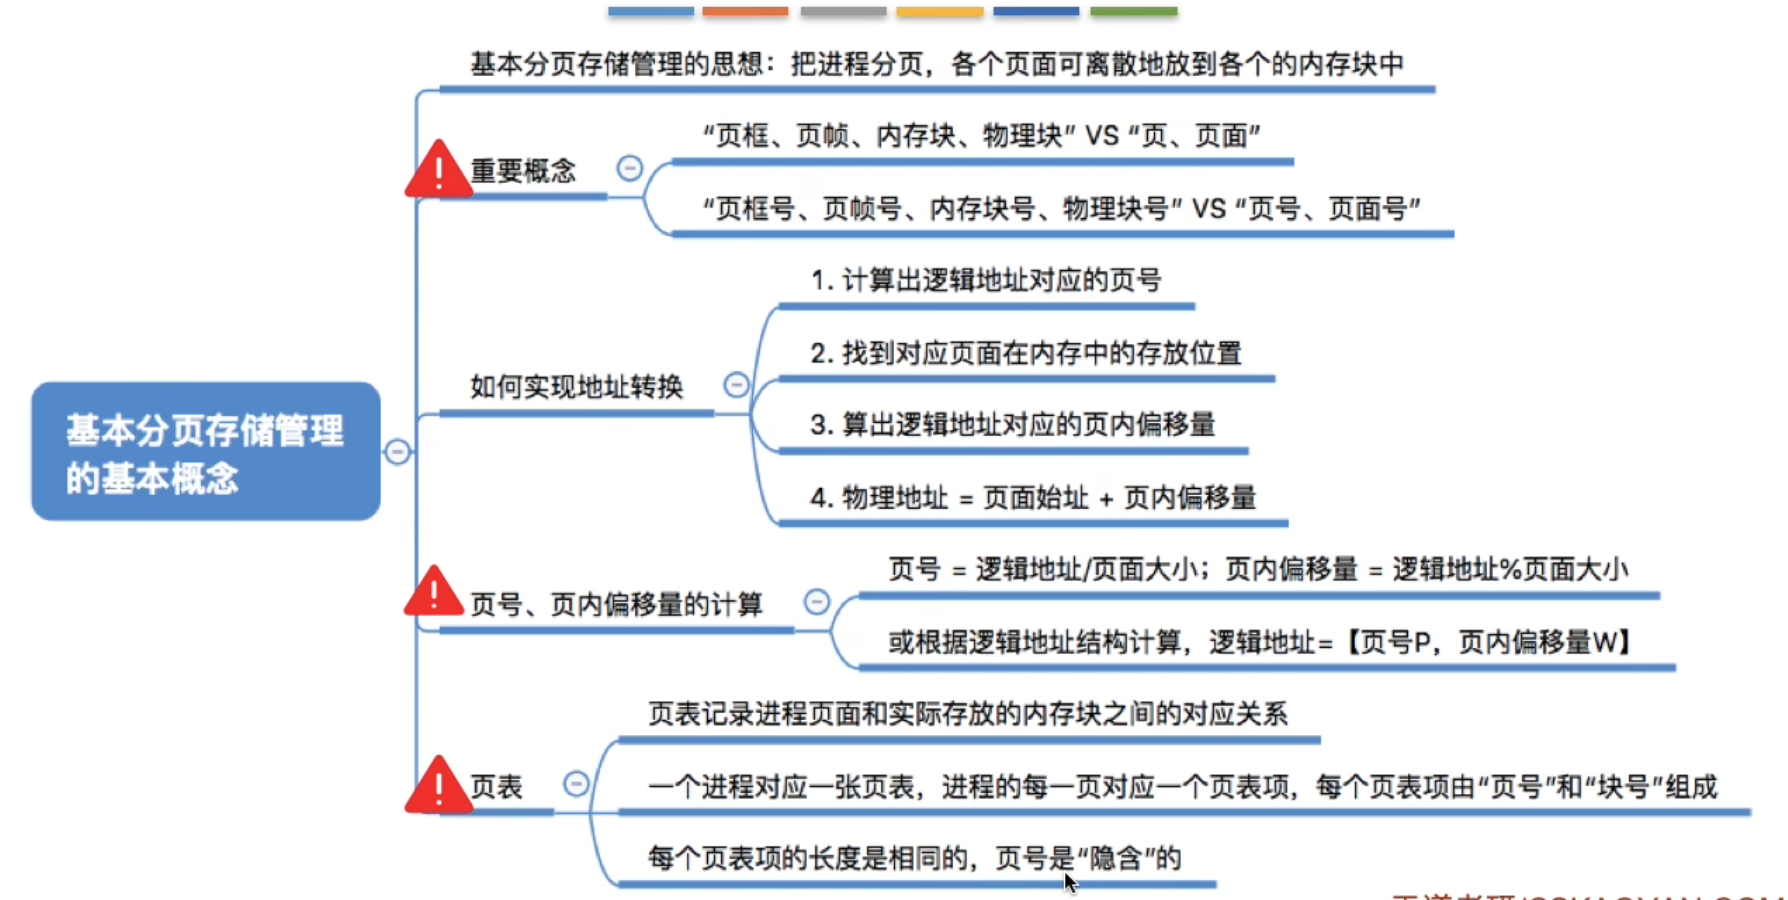 基本分页存储管理的思想：把进程分页，各个页面可离散地放到各个的内存块中
“页框、页帧、内存块、物理块” VS “页、页面”
重要概念
“页框号、页帧号、内存块号、物理块号” VS “页号、页面号”
1. 计算出逻辑地址对应的页号
2. 找到对应页面在内存中的存放位置
如何实现地址转换
3. 算出逻辑地址对应的页内偏移量
基本分页存储管理
的基本概念
4. 物理地址 = 页面始址 + 页内偏移量
页号 = 逻辑地址/页面大小；页内偏移量 = 逻辑地址%页面大小
页号、页内偏移量的计算
或根据逻辑地址结构计算，逻辑地址=【页号P，页内偏移量W】
页表记录进程页面和实际存放的内存块之间的对应关系
页表
一个进程对应一张页表，进程的每一页对应一个页表项，每个页表项由“页号”和“块号”组成
每个页表项的长度是相同的，页号是“隐含”的